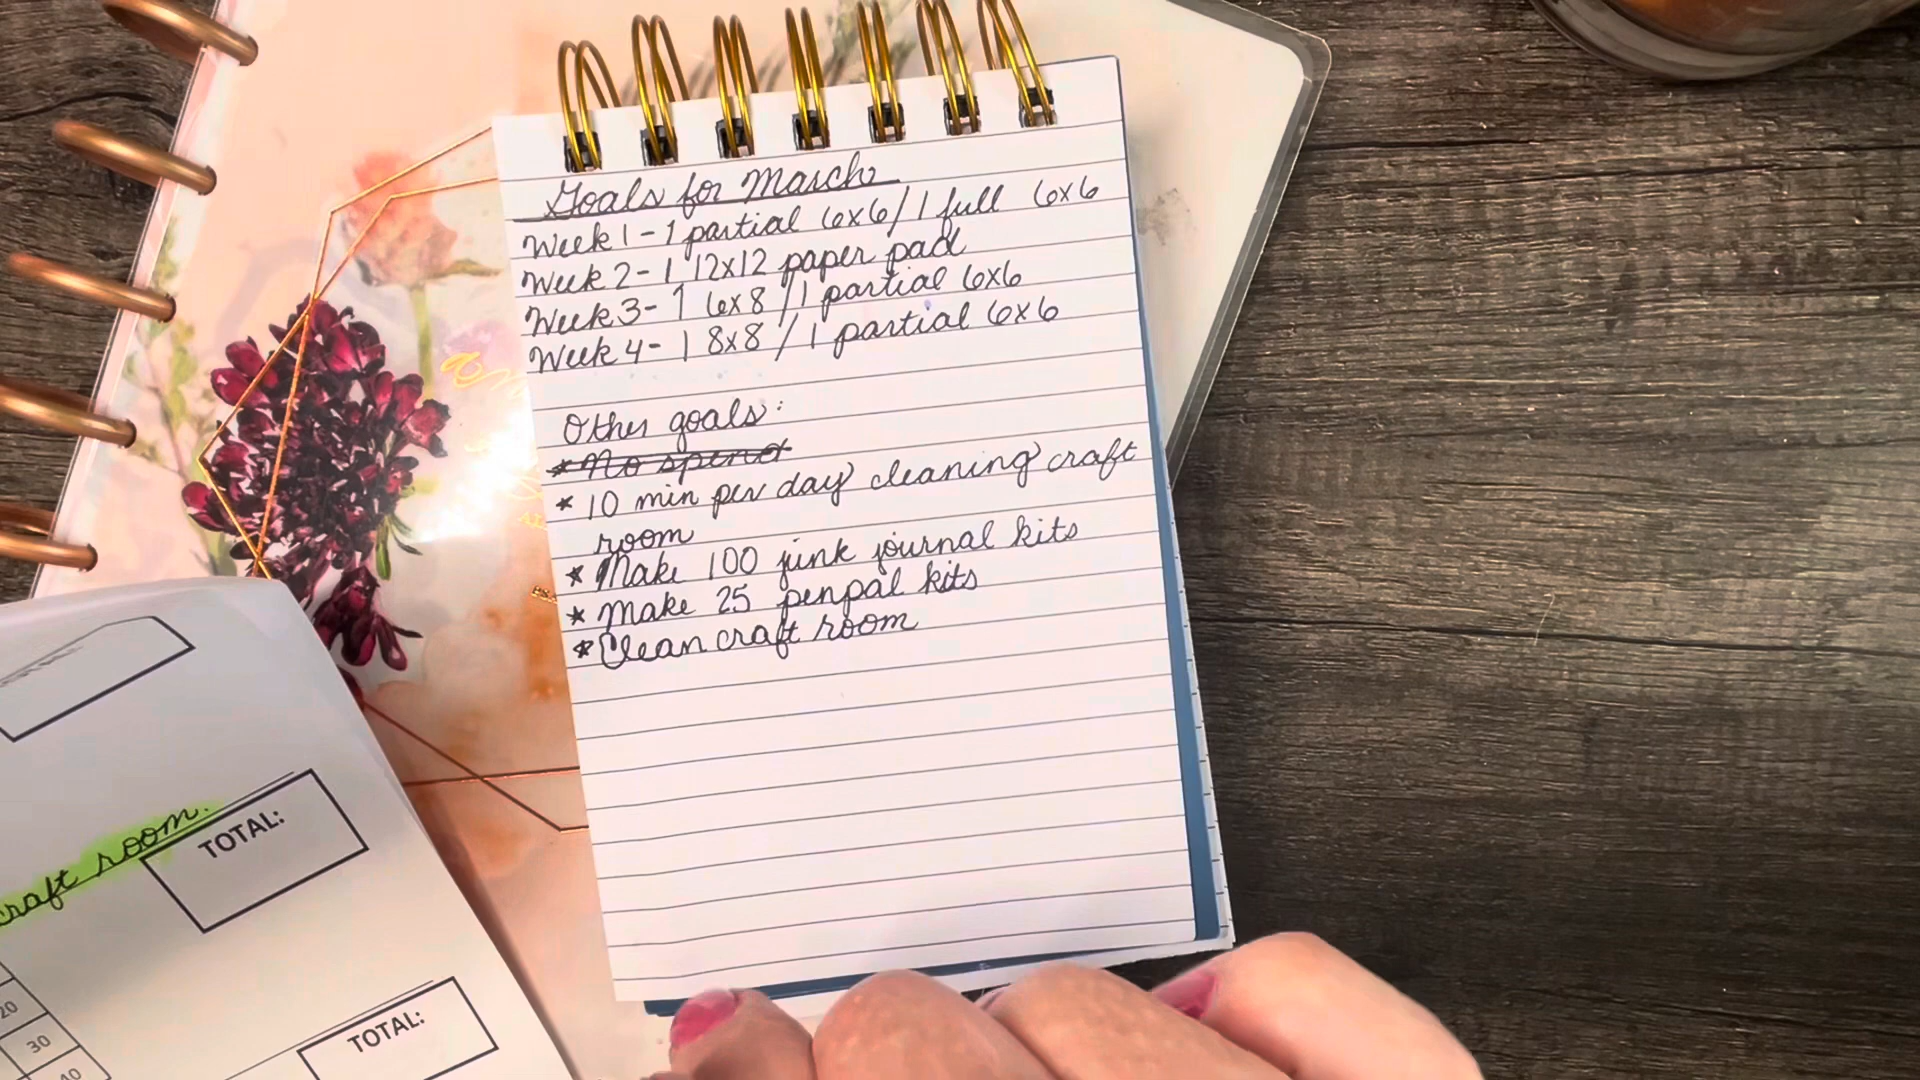 Goals for March
Week 1 - 1 partial 6x6 / 1 full 6x6
Week 2 - 1 12x12 paper pad
Week 3 - 1 6x8 / 1 partial 6x6
Week 4 - 1 8x8 / 1 partial 6x6
Other goals:
* No spend
* 10 min per day cleaning craft
room
* Make 100 junk journal kits
* Make 25 penpal kits
* Clean craft room
craft room.
TOTAL:
TOTAL:
20
30
40